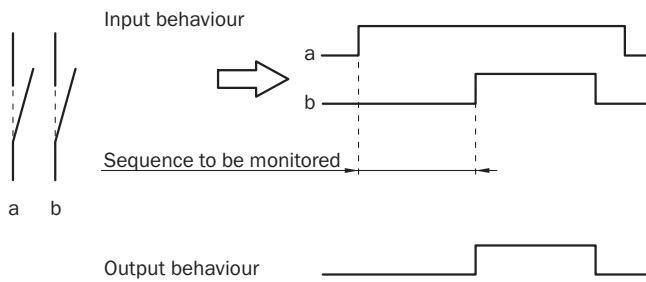 Input behaviour
a
b
Sequence to be monitored
a b
Output behaviour